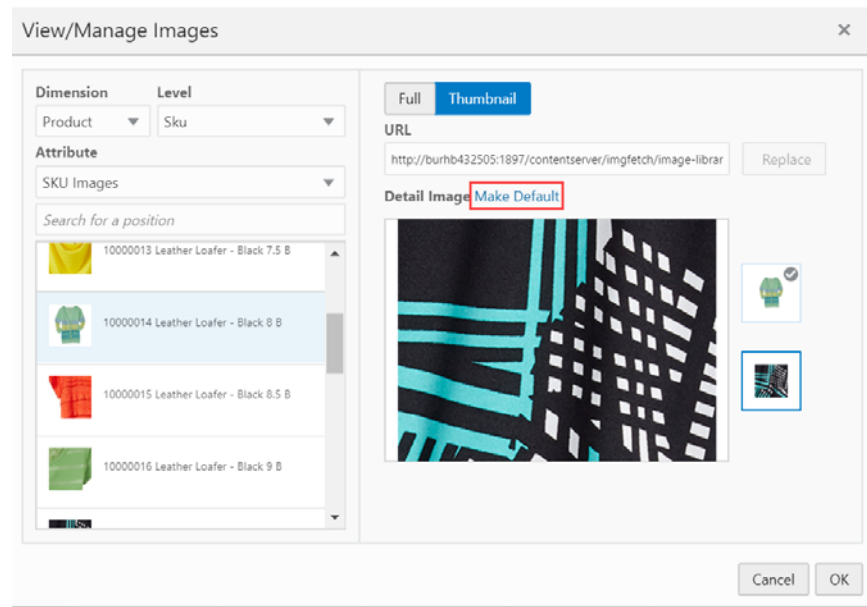 View/Manage Images
Dimension Level
Product Sku
Attribute
SKU Images
Search for a position
10000013 Leather Loafer - Black 7.5 B
10000014 Leather Loafer - Black 8 B
10000015 Leather Loafer - Black 8.5 B
10000016 Leather Loafer - Black 9 B
Full Thumbnail
URL
http://burhb432505:1897/contentserver/imgfetch/image-librar Replace
Detail Image Make Default
Cancel OK